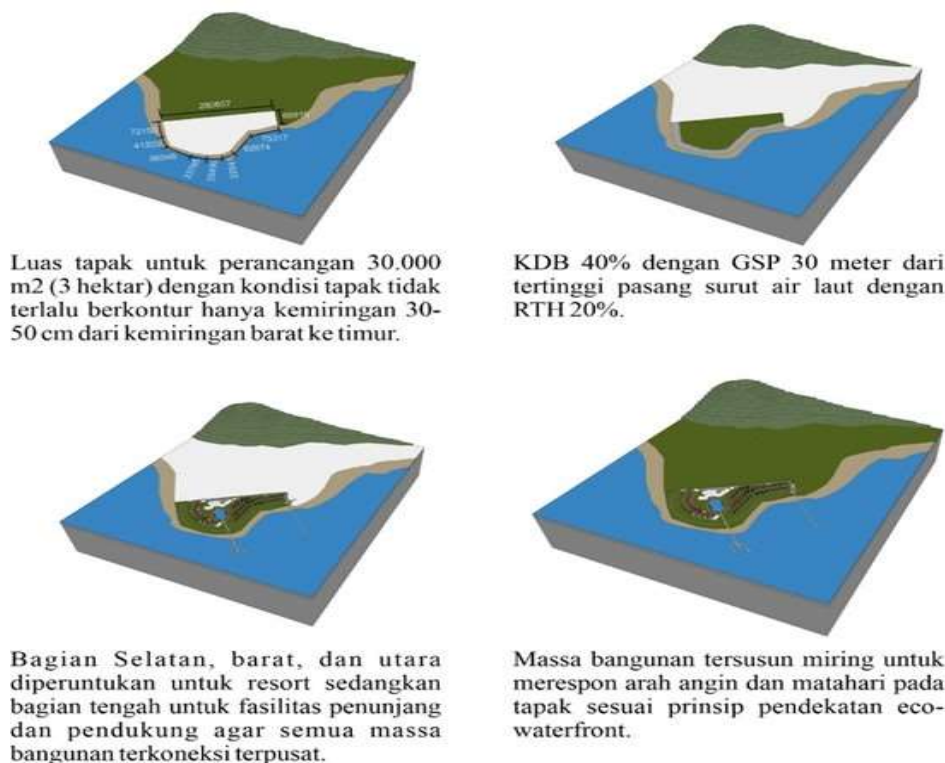 280857
Luas tapak untuk perancangan 30.000
m2 (3 hektar) dengan kondisi tapak tidak
terlalu berkontur hanya kemiringan 30-
50 cm dari kemiringan barat ke timur.
KDB 40% dengan GSP 30 meter dari
tertinggi pasang surut air laut dengan
RTH 20%.
Bagian Selatan, barat, dan utara
diperuntukan untuk resort sedangkan
bagian tengah untuk fasilitas penunjang
dan pendukung agar semua massa
bangunan terkoneksi terpusat.
Massa bangunan tersusun miring untuk
merespon arah angin dan matahari pada
tapak sesuai prinsip pendekatan eco-
waterfront.